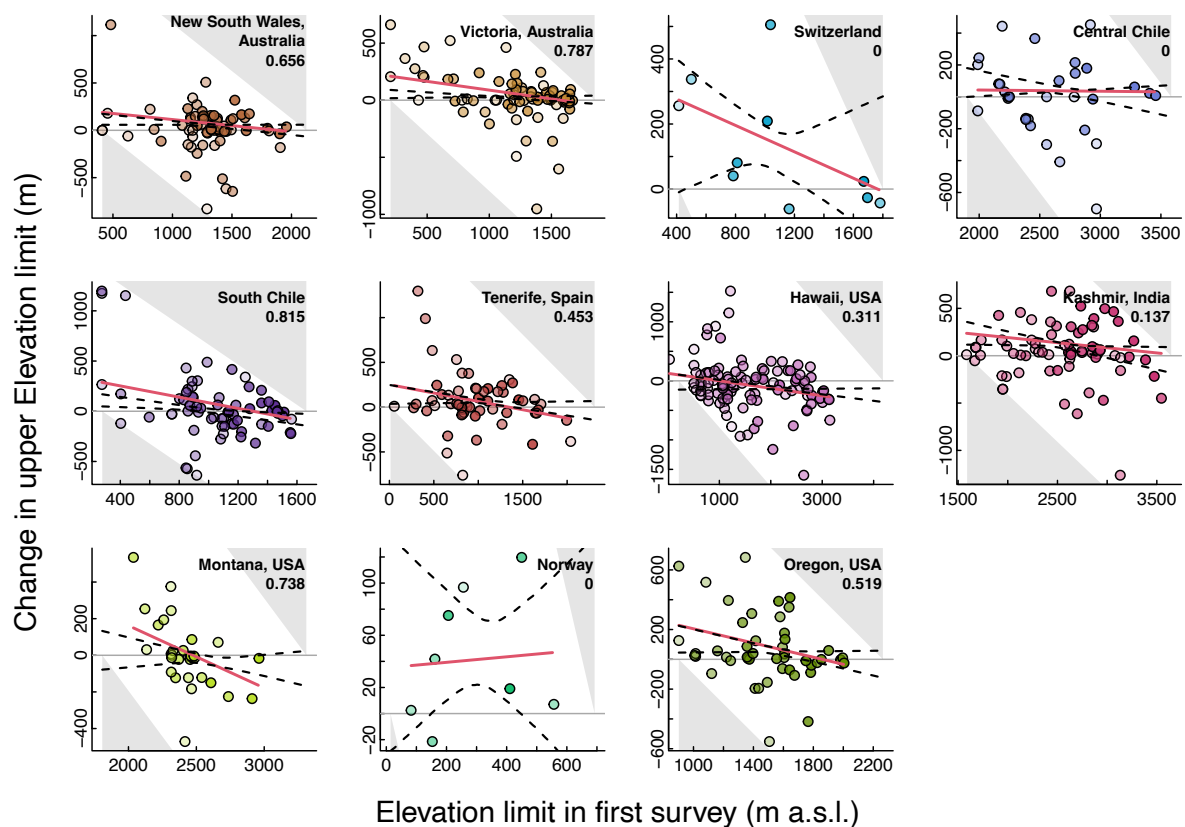 Change in upper Elevation limit (m)
New South Wales,
Australia
0.656
−500 0 500
500 1000 1500 2000
Victoria, Australia
0.787
−1000 0 500
500 1000 1500
Switzerland
0
0 200 400
400 800 1200 1600
Central Chile
0
−600 −200 200
2000 2500 3000 3500
South Chile
0.815
−500 0 500 1000
400 800 1200 1600
Tenerife, Spain
0.453
−500 0 500 1000
0 500 1000 2000
Hawaii, USA
0.311
−1500 0 1000
1000 2000 3000
Kashmir, India
0.137
−1000 0 500
1500 2500 3500
Montana, USA
0.738
−400 0 200
2000 2500 3000
Norway
0
−20 20 60 100
0 200 400 600
Oregon, USA
0.519
−600 −200 200 600
1000 1400 1800
Elevation limit in first survey (m a.s.l.)